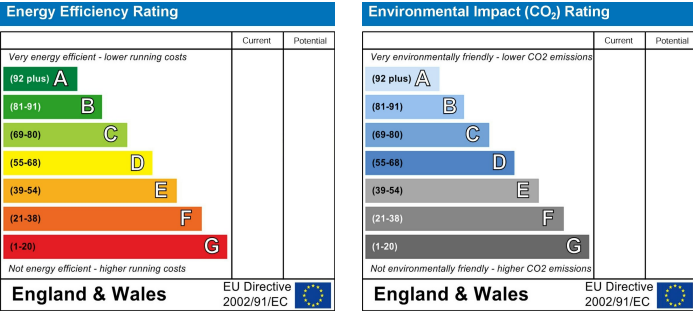 Energy Efficiency Rating
Current Potential
Very energy efficient - lower running costs
(92 plus) A
(81-91) B
(69-80) C
(55-68) D
(39-54) E
(21-38) F
(1-20) G
Not energy efficient - higher running costs
England & Wales
EU Directive
2002/91/EC
Environmental Impact (CO₂) Rating
Current Potential
Very environmentally friendly - lower CO2 emissions
(92 plus) A
(81-91) B
(69-80) C
(55-68) D
(39-54) E
(21-38) F
(1-20) G
Not environmentally friendly - higher CO2 emissions
England & Wales
EU Directive
2002/91/EC